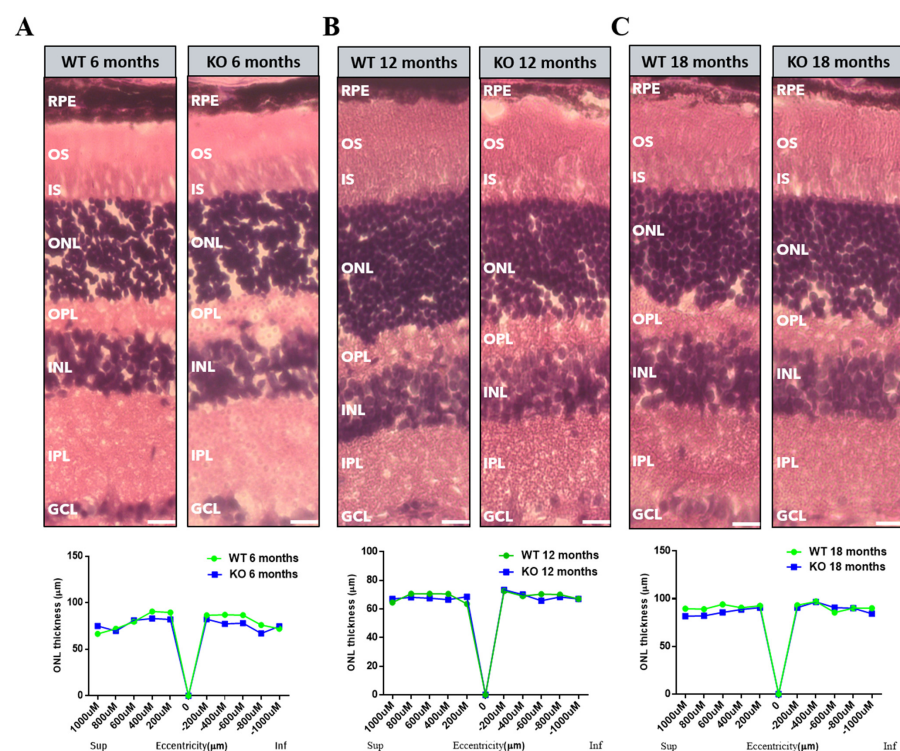 A
B
C
WT 6 months
KO 6 months
WT 12 months
KO 12 months
WT 18 months
KO 18 months
RPE
OS
IS
ONL
OPL
INL
IPL
GCL
RPE
OS
IS
ONL
OPL
INL
IPL
GCL
RPE
OS
IS
ONL
OPL
INL
IPL
GCL
RPE
OS
IS
ONL
OPL
INL
IPL
GCL
RPE
OS
IS
ONL
OPL
INL
IPL
GCL
RPE
OS
IS
ONL
OPL
INL
IPL
GCL
WT 6 months
KO 6 months
ONL thickness (μm)
150
100
50
0
1000uM
800uM
600uM
400uM
200uM
0
-200uM
-400uM
-600uM
-800uM
-1000uM
Sup
Eccentricity(μm)
Inf
WT 12 months
KO 12 months
ONL thickness (μm)
100
80
60
40
20
0
1000uM
800uM
600uM
400uM
200uM
0
-200uM
-400uM
-600uM
-800uM
-1000uM
Sup
Eccentricity(μm)
Inf
WT 18 months
KO 18 months
ONL thickness (μm)
150
100
50
0
1000uM
800uM
600uM
400uM
200uM
0
-200uM
-400uM
-600uM
-800uM
-1000uM
Sup
Eccentricity(μm)
Inf